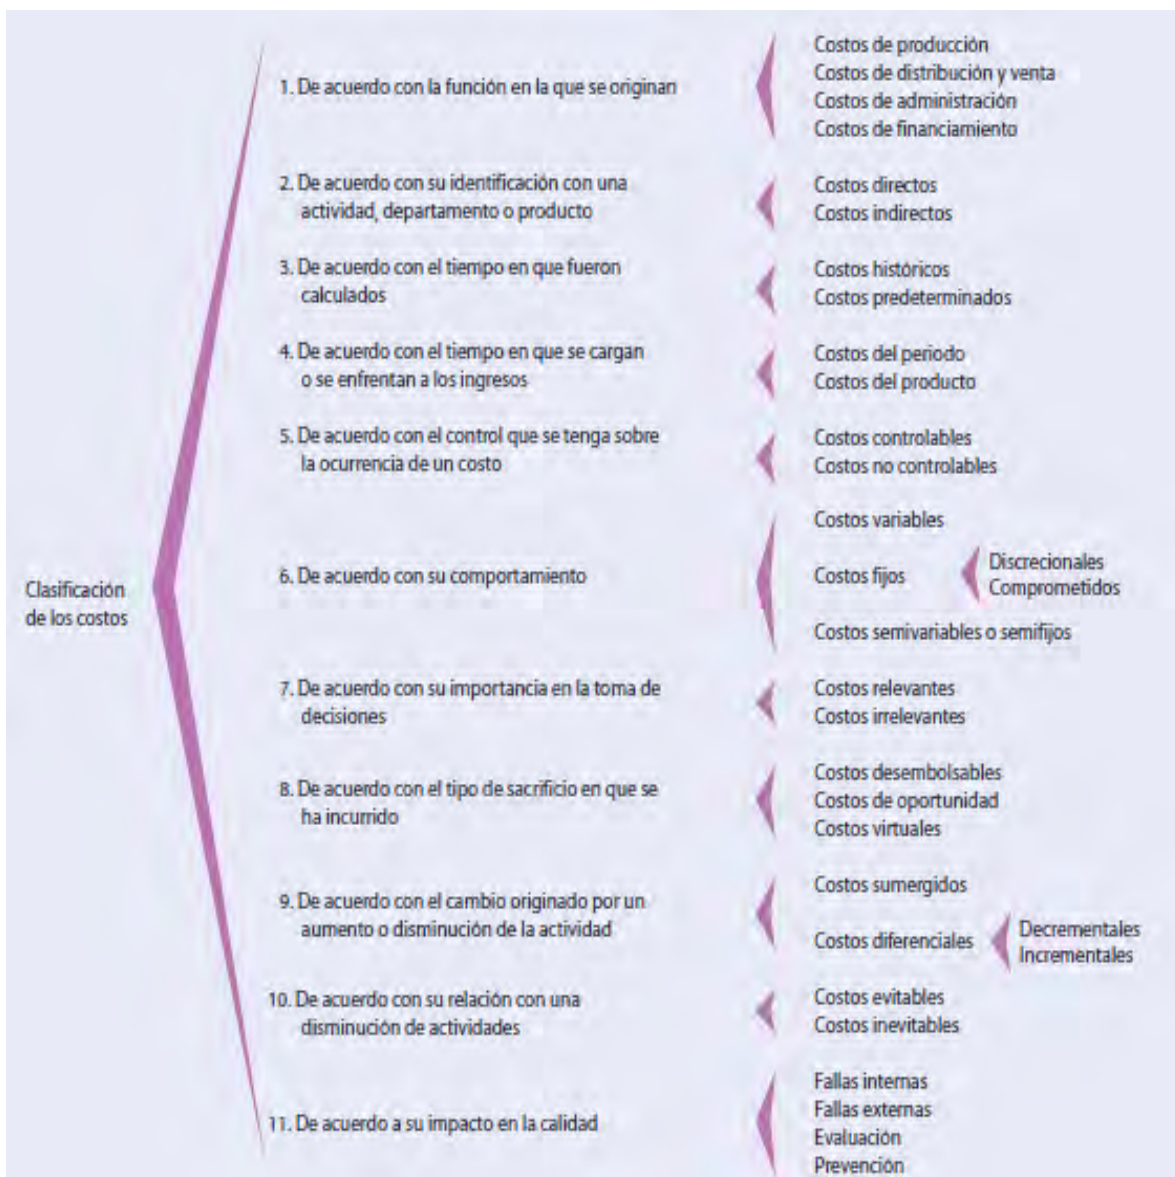 Clasificación
de los costos
1. De acuerdo con la función en la que se originan
Costos de producción
Costos de distribución y venta
Costos de administración
Costos de financiamiento
2. De acuerdo con su identificación con una
actividad, departamento o producto
Costos directos
Costos indirectos
3. De acuerdo con el tiempo en que fueron
calculados
Costos históricos
Costos predeterminados
4. De acuerdo con el tiempo en que se cargan
o se enfrentan a los ingresos
Costos del periodo
Costos del producto
5. De acuerdo con el control que se tenga sobre
la ocurrencia de un costo
Costos controlables
Costos no controlables
6. De acuerdo con su comportamiento
Costos variables
Costos fijos
Discrecionales
Comprometidos
Costos semivariables o semifijos
7. De acuerdo con su importancia en la toma de
decisiones
Costos relevantes
Costos irrelevantes
8. De acuerdo con el tipo de sacrificio en que se
ha incurrido
Costos desembolsables
Costos de oportunidad
Costos virtuales
9. De acuerdo con el cambio originado por un
aumento o disminución de la actividad
Costos sumergidos
Costos diferenciales
Decrementales
Incrementales
10. De acuerdo con su relación con una
disminución de actividades
Costos evitables
Costos inevitables
11. De acuerdo a su impacto en la calidad
Fallas internas
Fallas externas
Evaluación
Prevención